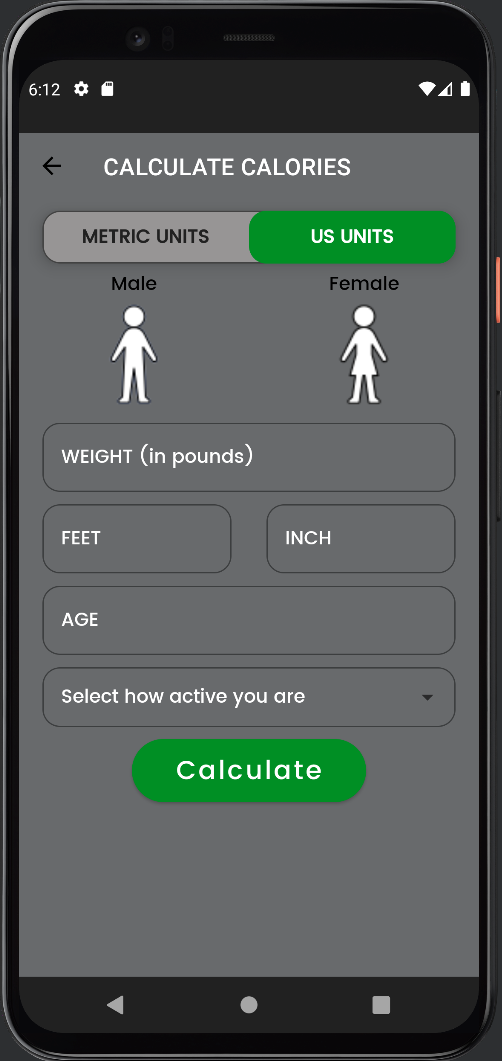 6:12
CALCULATE CALORIES
METRIC UNITS US UNITS
Male Female
WEIGHT (in pounds)
FEET INCH
AGE
Select how active you are
Calculate